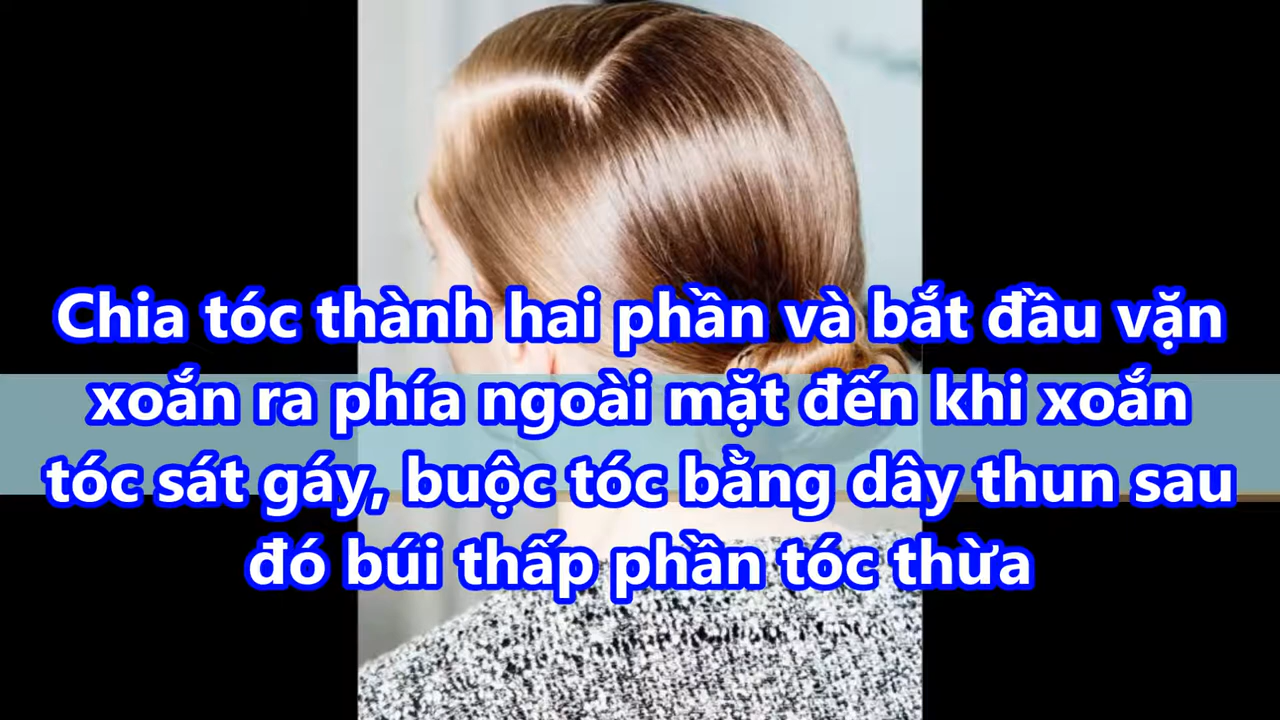 Chia tóc thành hai phần và bắt đầu vặn
xoắn ra phía ngoài mặt đến khi xoắn
tóc sát gáy, buộc tóc bằng dây thun sau
đó búi thấp phần tóc thừa